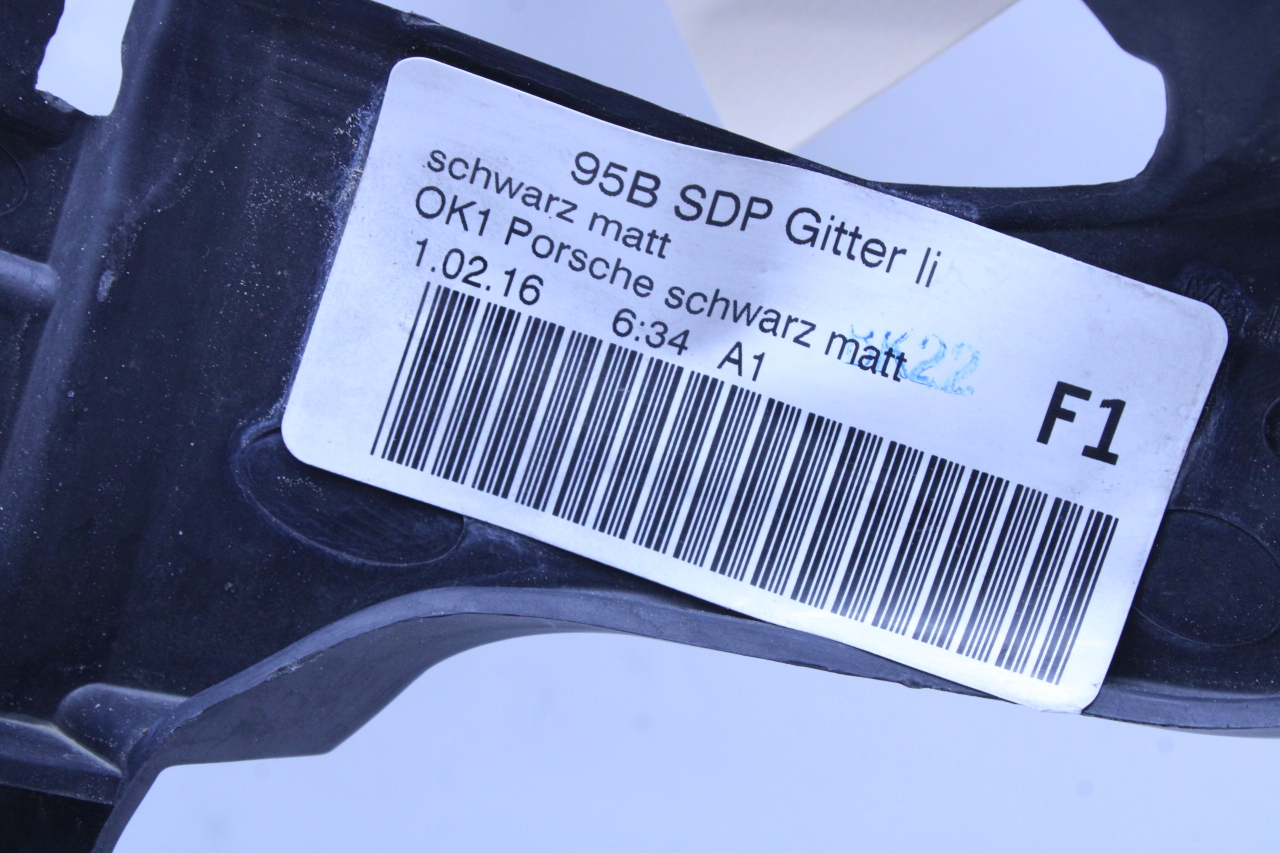 95B SDP Gitter li
schwarz matt
OK1 Porsche schwarz matt
1.02.16 6:34 A1
F1